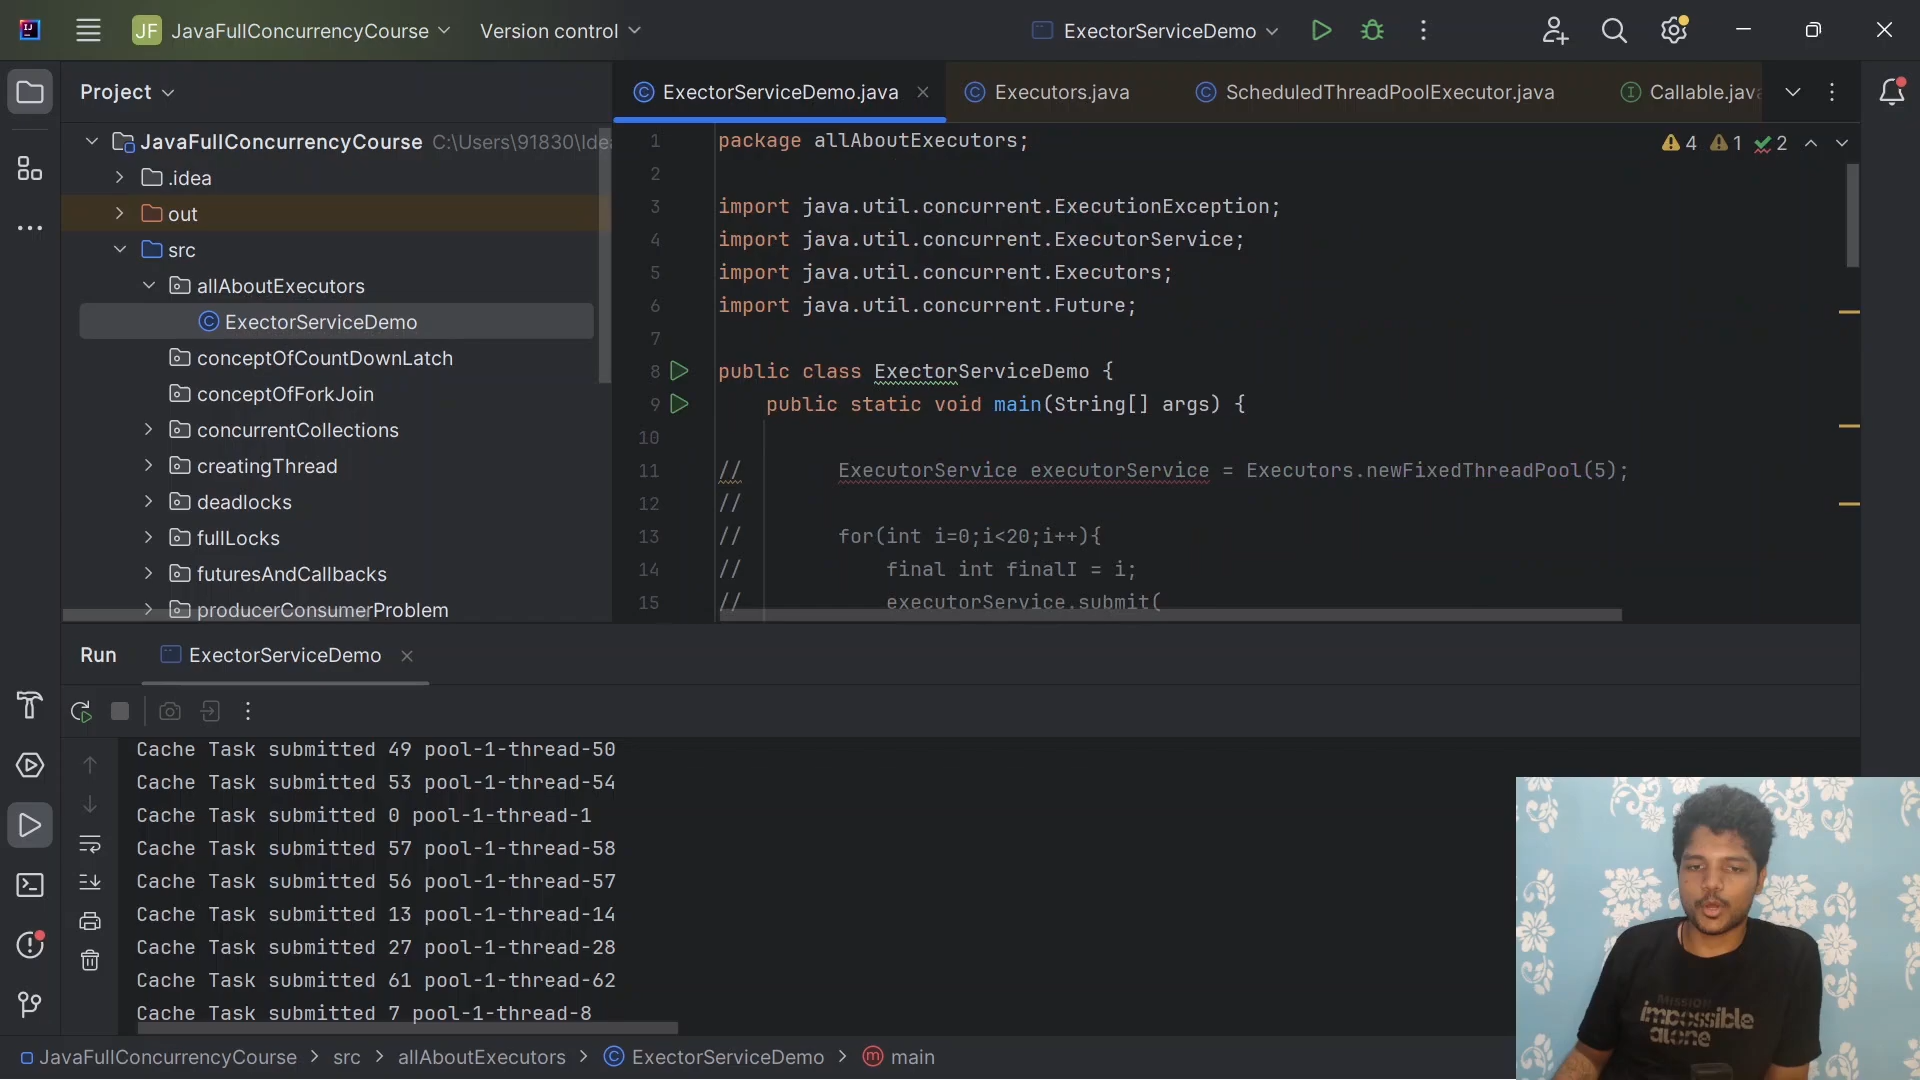 JF JavaFullConcurrencyCourse Version control ExectorServiceDemo
Project
ExectorServiceDemo.java Executors.java ScheduledThreadPoolExecutor.java Callable.java
JavaFullConcurrencyCourse C:\Users\91830\Ide
.idea
out
src
allAboutExecutors
ExectorServiceDemo
conceptOfCountDownLatch
conceptOfForkJoin
concurrentCollections
creatingThread
deadlocks
fullLocks
futuresAndCallbacks
producerConsumerProblem
4 1 2
1 package allAboutExecutors;
2
3 import java.util.concurrent.ExecutionException;
4 import java.util.concurrent.ExecutorService;
5 import java.util.concurrent.Executors;
6 import java.util.concurrent.Future;
7
8 public class ExectorServiceDemo {
9 public static void main(String[] args) {
10
11 // ExecutorService executorService = Executors.newFixedThreadPool(5);
12 //
13 // for(int i=0;i<20;i++){
14 // final int finalI = i;
15 // executorService.submit(
Run ExectorServiceDemo
Cache Task submitted 49 pool-1-thread-50
Cache Task submitted 53 pool-1-thread-54
Cache Task submitted 0 pool-1-thread-1
Cache Task submitted 57 pool-1-thread-58
Cache Task submitted 56 pool-1-thread-57
Cache Task submitted 13 pool-1-thread-14
Cache Task submitted 27 pool-1-thread-28
Cache Task submitted 61 pool-1-thread-62
Cache Task submitted 7 pool-1-thread-8
JavaFullConcurrencyCourse > src > allAboutExecutors > ExectorServiceDemo > main
MISSION
impossible
alone